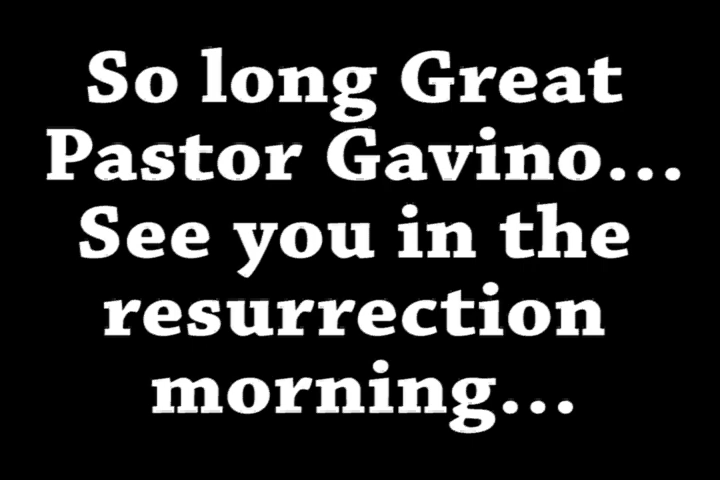 So long Great
Pastor Gavino...
See you in the
resurrection
morning...